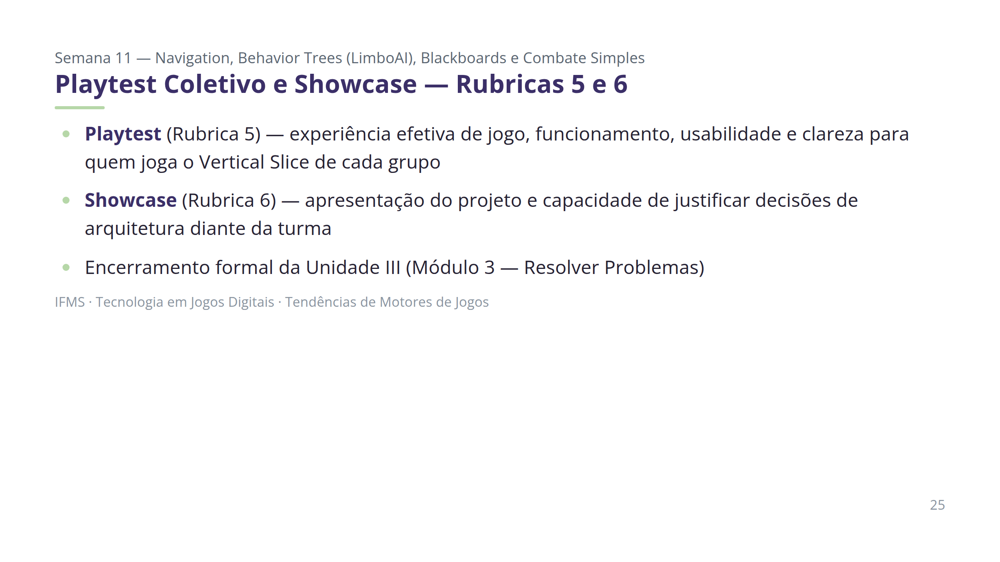 Semana 11 — Navigation, Behavior Trees (LimboAI), Blackboards e Combate Simples
Playtest Coletivo e Showcase — Rubricas 5 e 6
Playtest (Rubrica 5) — experiência efetiva de jogo, funcionamento, usabilidade e clareza para
quem joga o Vertical Slice de cada grupo
Showcase (Rubrica 6) — apresentação do projeto e capacidade de justificar decisões de
arquitetura diante da turma
Encerramento formal da Unidade III (Módulo 3 — Resolver Problemas)
IFMS · Tecnologia em Jogos Digitais · Tendências de Motores de Jogos
25